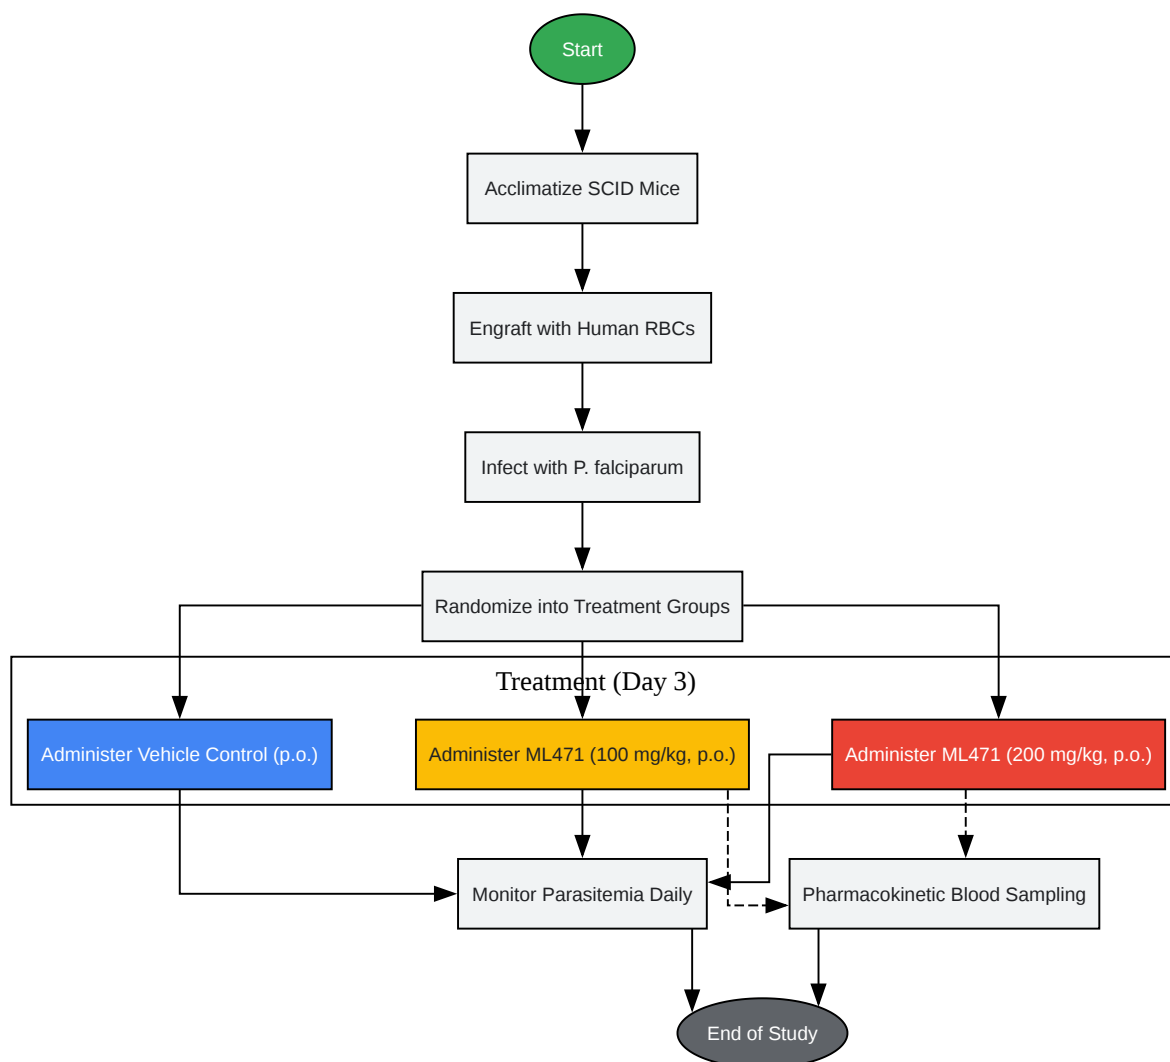 Start
Acclimatize SCID Mice
Engraft with Human RBCs
Infect with P. falciparum
Randomize into Treatment Groups
Treatment (Day 3)
Administer Vehicle Control (p.o.)
Administer ML471 (100 mg/kg, p.o.)
Administer ML471 (200 mg/kg, p.o.)
Monitor Parasitemia Daily
Pharmacokinetic Blood Sampling
End of Study